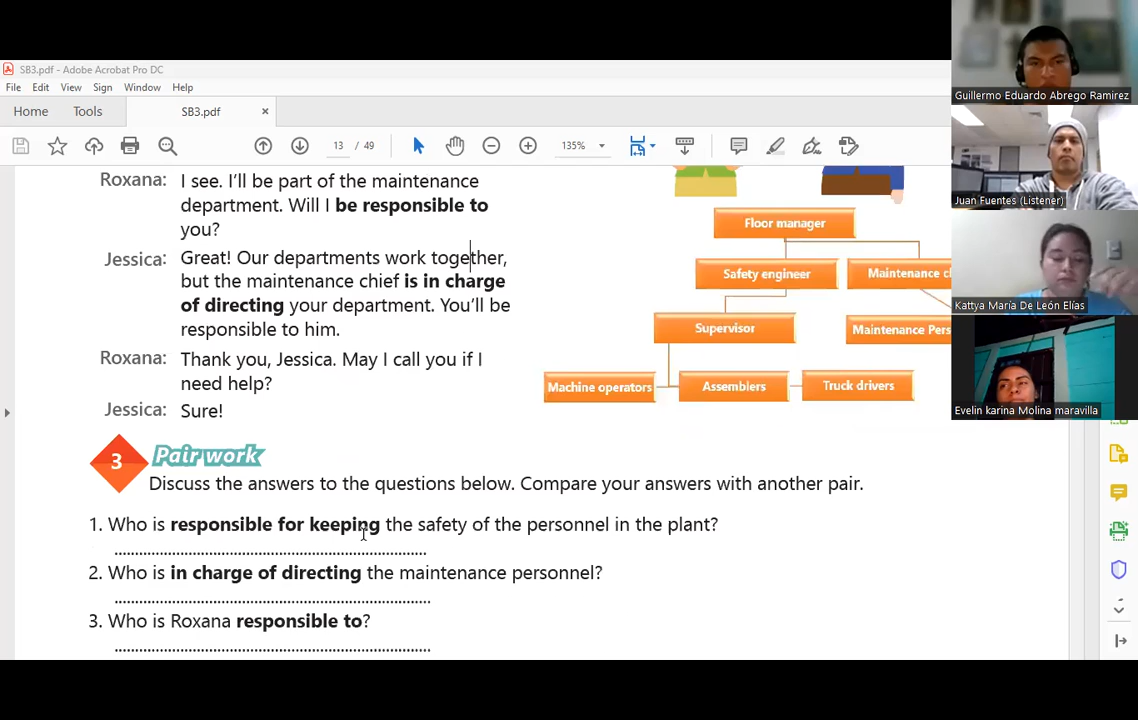 SB3.pdf - Adobe Acrobat Pro DC
File Edit View Sign Window Help
Home Tools SB3.pdf ×
13 / 49 135%
Roxana: I see. I'll be part of the maintenance
department. Will I be responsible to
you?
Jessica: Great! Our departments work together,
but the maintenance chief is in charge
of directing your department. You'll be
responsible to him.
Roxana: Thank you, Jessica. May I call you if I
need help?
Jessica: Sure!
Floor manager
Safety engineer
Maintenance c
Supervisor
Maintenance Pers
Machine operators
Assemblers
Truck drivers
3 Pair work
Discuss the answers to the questions below. Compare your answers with another pair.
1. Who is responsible for keeping the safety of the personnel in the plant?
2. Who is in charge of directing the maintenance personnel?
3. Who is Roxana responsible to?
Guillermo Eduardo Abrego Ramirez
Juan Fuentes (Listener)
Kattya María De León Elías
Evelin karina Molina maravilla